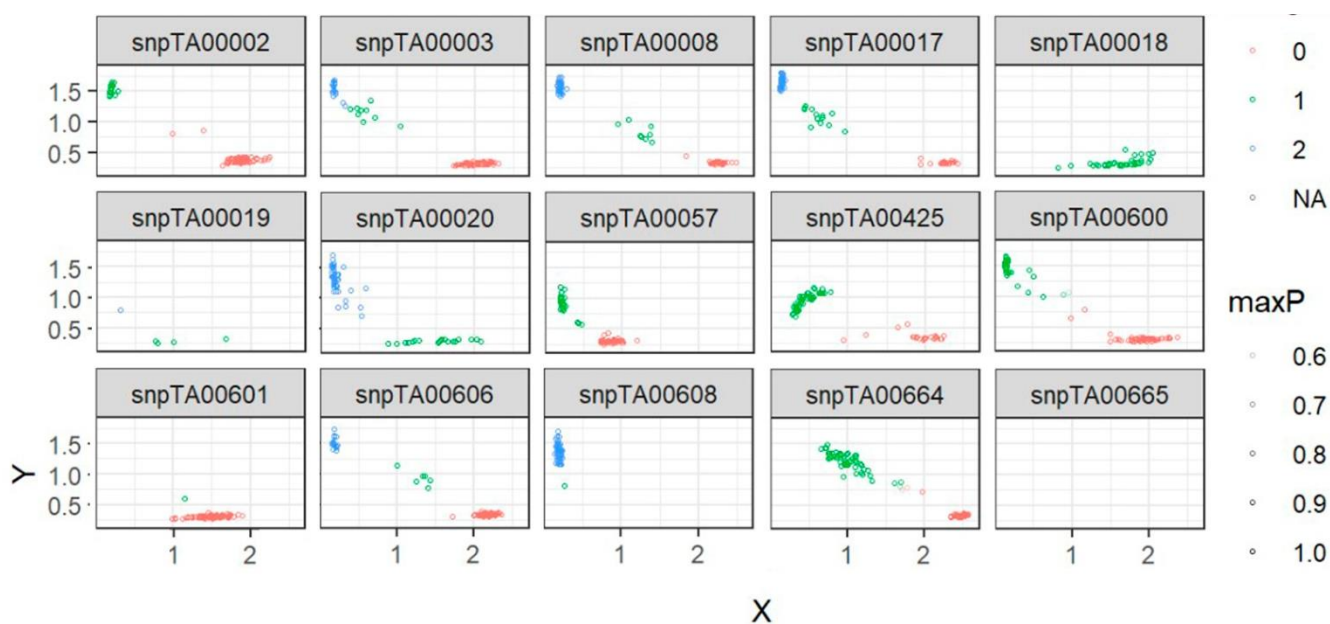 snpTA00002 snpTA00003 snpTA00008 snpTA00017 snpTA00018
0
1.5
1
1.0
2
0.5
NA
snpTA00019 snpTA00020 snpTA00057 snpTA00425 snpTA00600
1.5
1.0
0.5
maxP
0.6
snpTA00601 snpTA00606 snpTA00608 snpTA00664 snpTA00665
0.7
1.5
0.8
1.0
0.9
0.5
1.0
Y
1 2 1 2 1 2 1 2 1 2
X